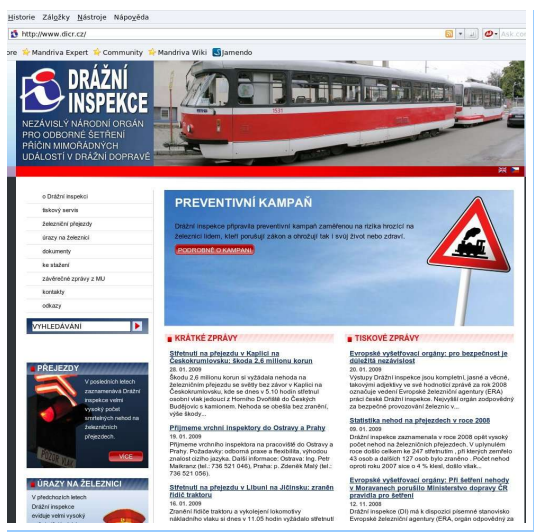 Historie Záložky Nástroje Nápověda
http://www.dicr.cz/
Ask.com
ore Mandriva Expert Community Mandriva Wiki Jamendo
DRÁŽNÍ
INSPEKCE
NEZÁVISLÝ NÁRODNÍ ORGÁN
PRO ODBORNÉ ŠETŘENÍ
PŘÍČIN MIMOŘÁDNÝCH
UDÁLOSTÍ V DRÁŽNÍ DOPRAVĚ
o Drážní inspekci
tiskový servis
železniční přejezdy
úrazy na železnici
dokumenty
ke stažení
závěrečné zprávy z MU
kontakty
odkazy
VYHLEDÁVÁNÍ
PREVENTIVNÍ KAMPAŇ
Drážní inspekce připravila preventivní kampaň zaměřenou na rizika hrozící na
železnici lidem, kteří porušují zákon a ohrožují tak i svůj život nebo zdraví.
PODROBNĚ O KAMPANI
PŘEJEZDY
V posledních letech
zaznamenává Drážní
inspekce velmi
vysoký počet
smrtelných nehod na
železničních
přejezdech.
VÍCE
ÚRAZY NA ŽELEZNICI
V předchozích letech
Drážní inspekce
eviduje velmi vysoký
KRÁTKÉ ZPRÁVY
Střetnutí na přejezdu v Kaplici na
Českokrumlovsku: škoda 2,6 milionu korun
28. 01. 2009
Škodu 2,6 milionu korun si vyžádala nehoda na
železničním přejezdu se světly bez závor v Kaplici na
Českokrumlovsku, kde se dnes v 5.10 hodin střetnul
osobní vlak jedoucí z Horního Dvořiště do Českých
Budějovic s kamionem. Nehoda se obešla bez zranění,
výše škody...
Přijmeme vrchní inspektory do Ostravy a Prahy
19. 01. 2009
Přijmeme vrchního inspektora na pracoviště do Ostravy a
Prahy. Požadavky: odborná praxe a flexibilita, výhodou
znalost cizího jazyka. Další informace: Ostrava: Ing. Petr
Maikranz (tel.: 736 521 046), Praha: p. Zdeněk Malý (tel.:
736 521 056).
Střetnutí na přejezdu v Libuni na Jičínsku: zraněn
řidič traktoru
16. 01. 2009
Zranění řidiče traktoru a vykolejení lokomotivy
nákladního vlaku si dnes v 11.05 hodin vyžádalo střetnutí
TISKOVÉ ZPRÁVY
Evropské vyšetřovací orgány: pro bezpečnost je
důležitá nezávislost
20. 01. 2009
Výstupy Drážní inspekce jsou kompletní, jasné a věcné,
takovými adjektivy ve své hodnotící zprávě za rok 2008
označuje vedení Evropské železniční agentury (ERA)
práci české Drážní inspekce. Nejvyšší orgán zodpovědný
za bezpečné provozování železnic v...
Statistika nehod na přejezdech v roce 2008
09. 01. 2009
Drážní inspekce zaznamenala v roce 2008 opět vysoký
počet nehod na železničních přejezdech. V uplynulém
roce došlo celkem ke 247 střetnutím, při kterých zemřelo
43 osob a dalších 127 osob bylo zraněno. Počet nehod
oproti roku 2007 sice o 4 % klesl, došlo však...
Evropské vyšetřovací orgány: Při šetření nehody
v Moravanech porušilo Ministerstvo dopravy ČR
pravidla pro šetření
12. 11. 2008
Drážní inspekce (DI) má k dispozici písemné stanovisko
Evropské železniční agentury (ERA, orgán odpovědný za